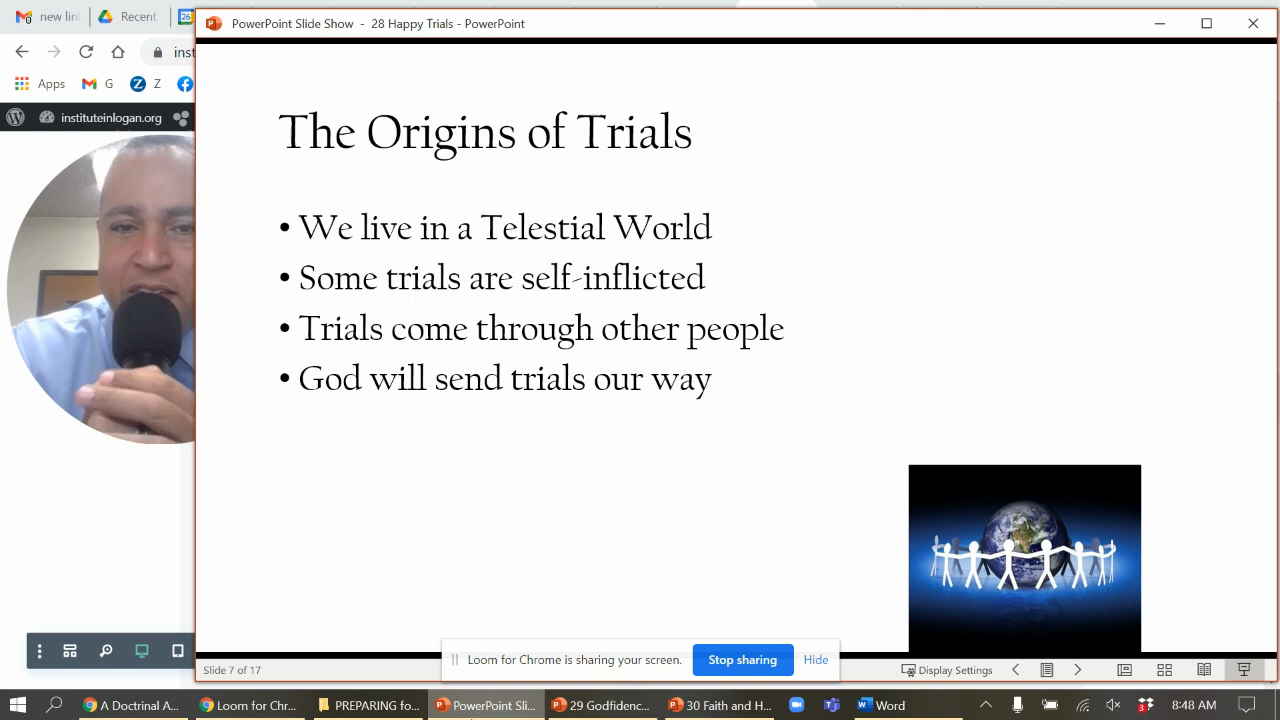 new linl
Recent
PowerPoint Slide Show - 28 Happy Trials - PowerPoint
inst
Apps
G
Z
instituteinlogan.org
The Origins of Trials
• We live in a Telestial World
• Some trials are self-inflicted
• Trials come through other people
• God will send trials our way
Loom for Chrome is sharing your screen.
Stop sharing
Hide
Slide 7 of 17
Display Settings
A Doctrinal A...
Loom for Chr...
PREPARING fo...
PowerPoint Sli...
29 Godfidenc...
30 Faith and H...
Word
3
8:48 AM